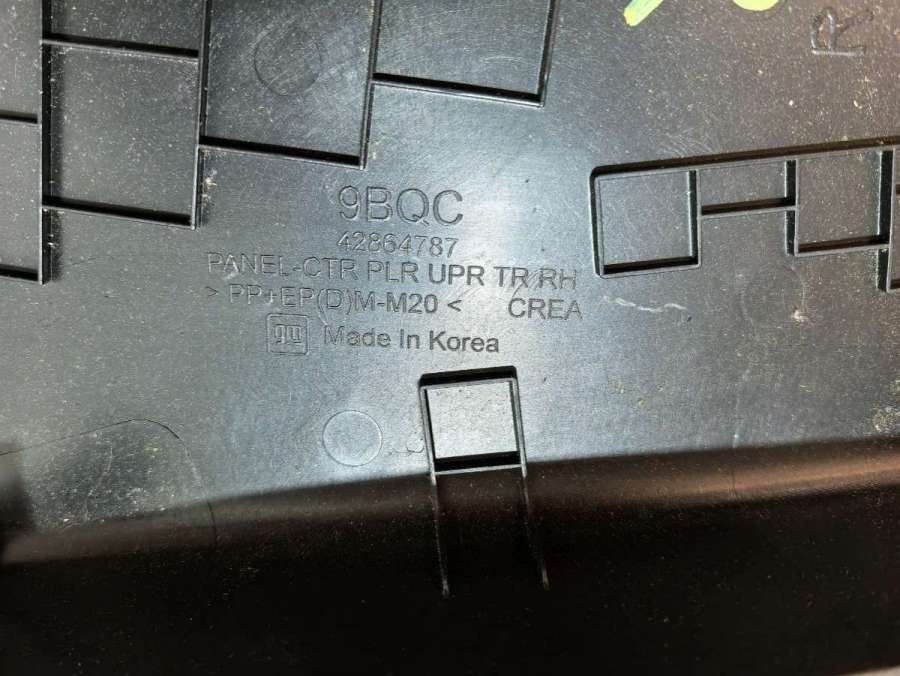 R
9BQC
42864787
PANEL-CTR PLR UPR TR RH
> PP+EP(D)M-M20 < CREA
gm Made In Korea